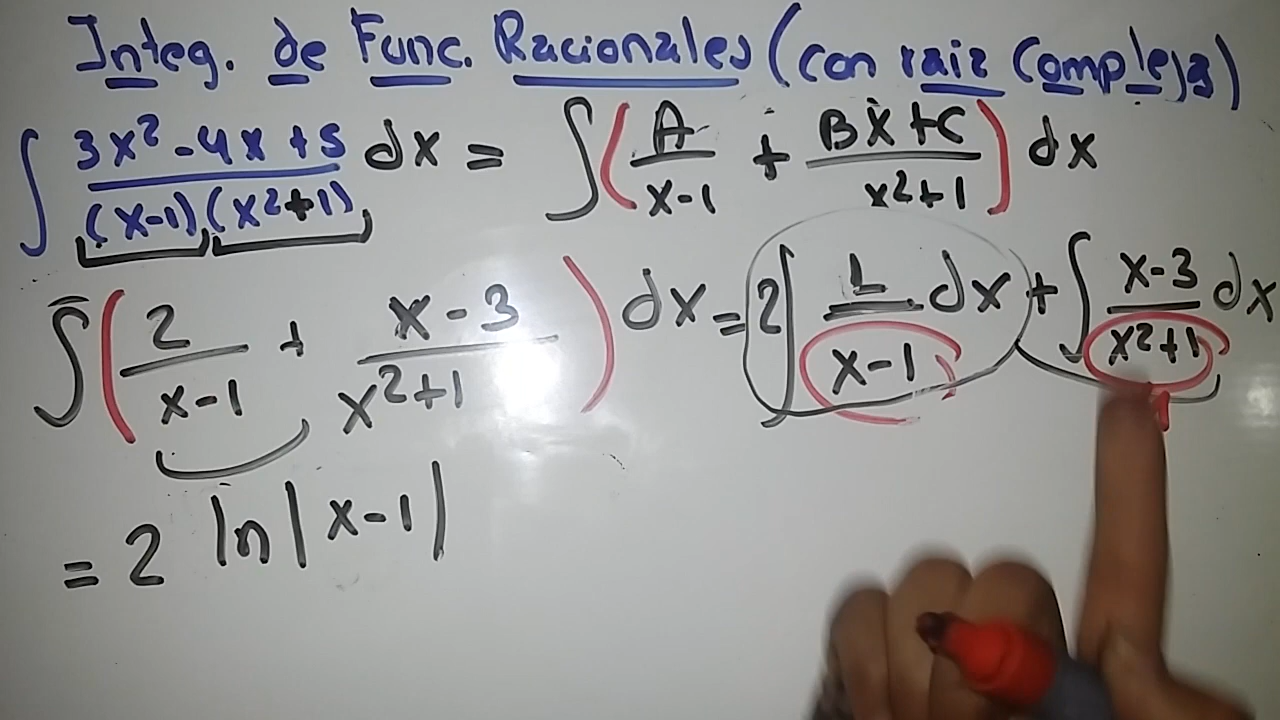 Integ. de Func. Racionales (con raiz Compleja)
∫ 3x² - 4x + 5 / (x-1)(x²+1) dx = ∫ ( A / x-1 + Bx + C / x²+1 ) dx
∫ ( 2 / x-1 + x - 3 / x²+1 ) dx = 2 ∫ 1 / x-1 dx + ∫ x-3 / x²+1 dx
= 2 ln |x-1|